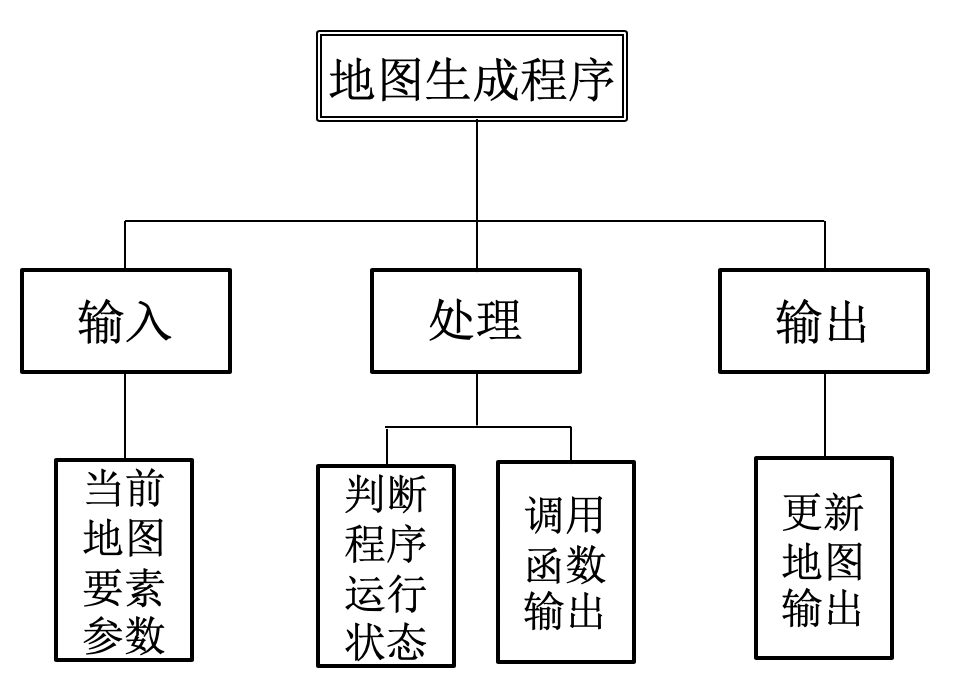 地图生成程序
输入
处理
输出
当前
地图
要素
参数
判断
程序
运行
状态
调用
函数
输出
更新
地图
输出